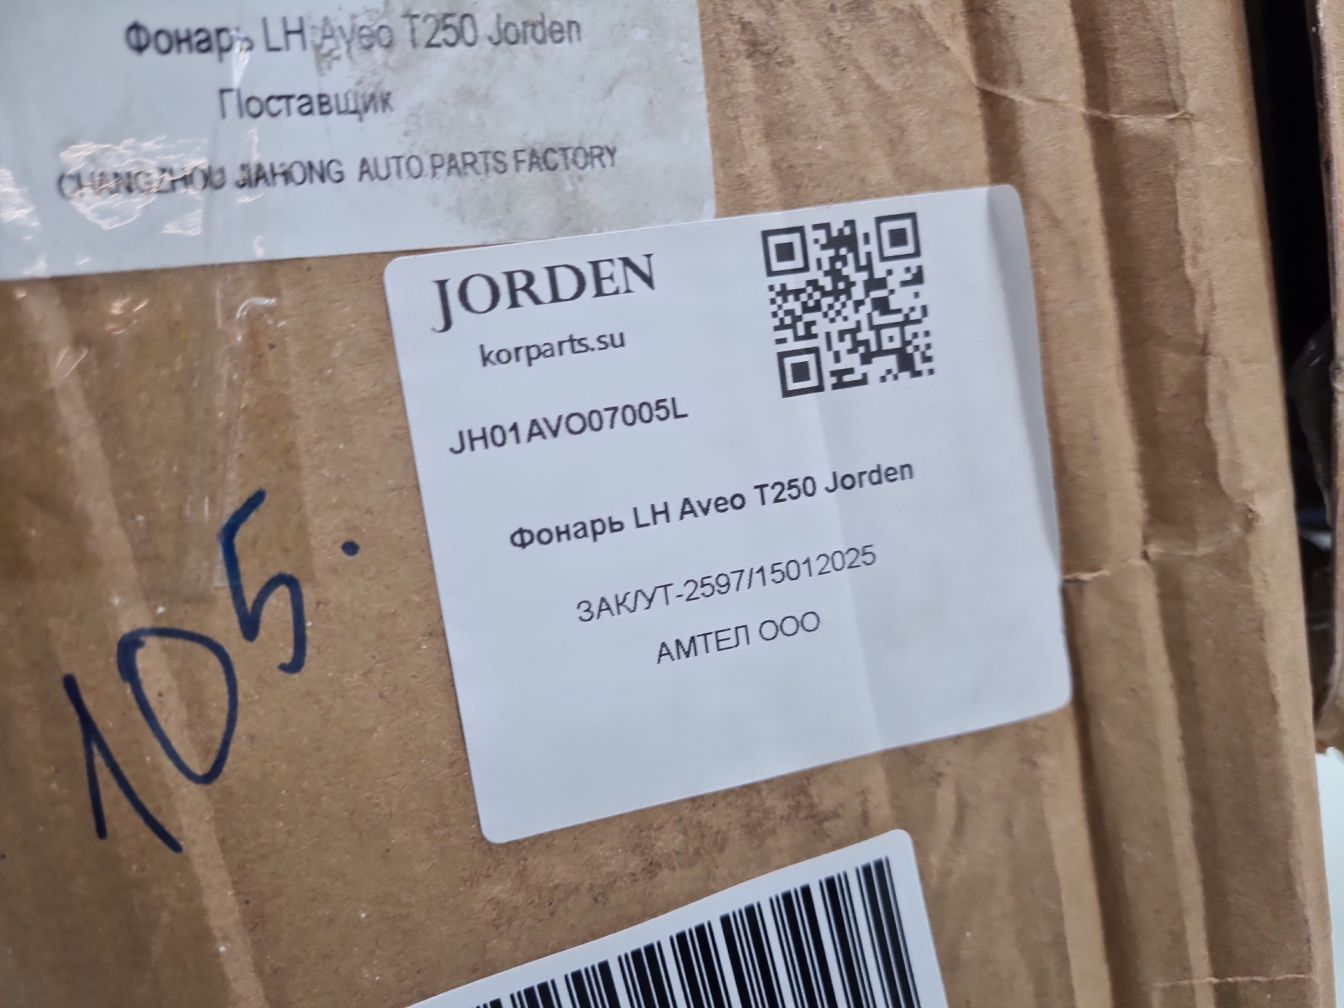 Фонарь LH Aveo T250 Jorden
Поставщик
CHANGZHOU JIAHONG AUTO PARTS FACTORY
JORDEN
korparts.su
JH01AVO07005L
Фонарь LH Aveo T250 Jorden
ЗАК/УТ-2597/15012025
АМТЕЛ ООО
105.